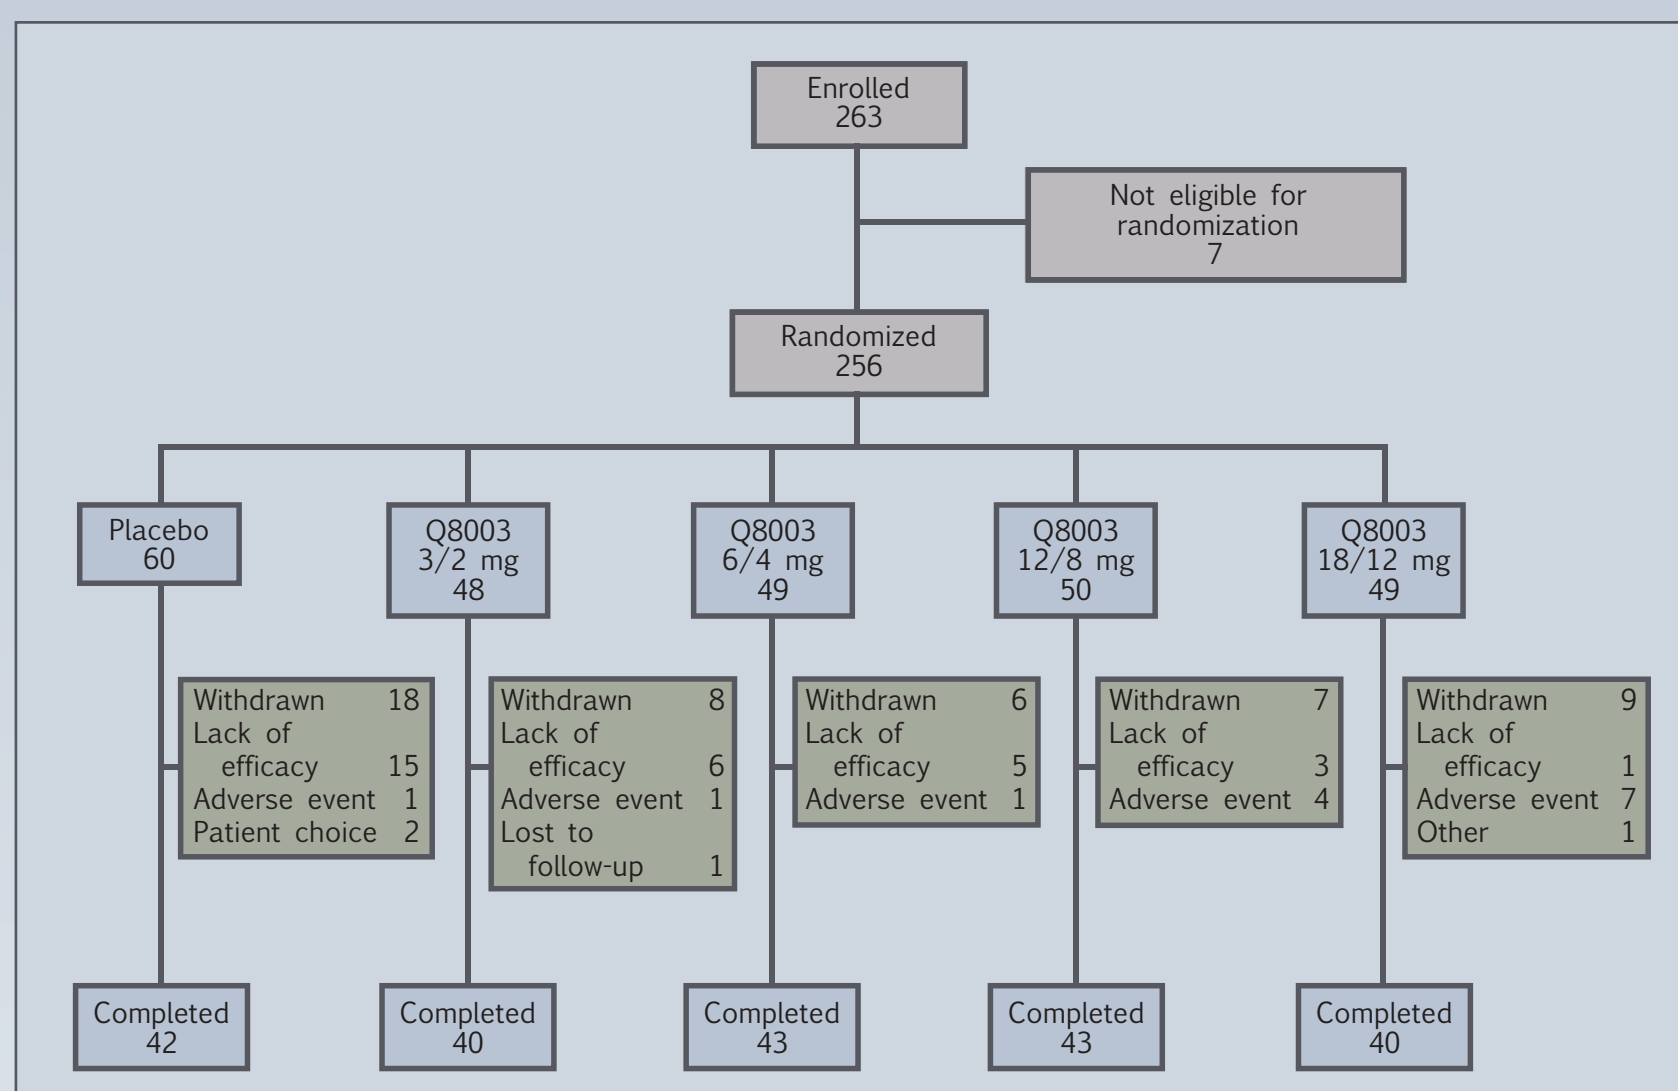 Enrolled
263
Not eligible for
randomization
7
Randomized
256
Placebo
60
Q8003
3/2 mg
48
Q8003
6/4 mg
49
Q8003
12/8 mg
50
Q8003
18/12 mg
49
Withdrawn 18
Lack of
efficacy 15
Adverse event 1
Patient choice 2
Withdrawn 8
Lack of
efficacy 6
Adverse event 1
Lost to
follow-up 1
Withdrawn 6
Lack of
efficacy 5
Adverse event 1
Withdrawn 7
Lack of
efficacy 3
Adverse event 4
Withdrawn 9
Lack of
efficacy 1
Adverse event 7
Other 1
Completed
42
Completed
40
Completed
43
Completed
43
Completed
40